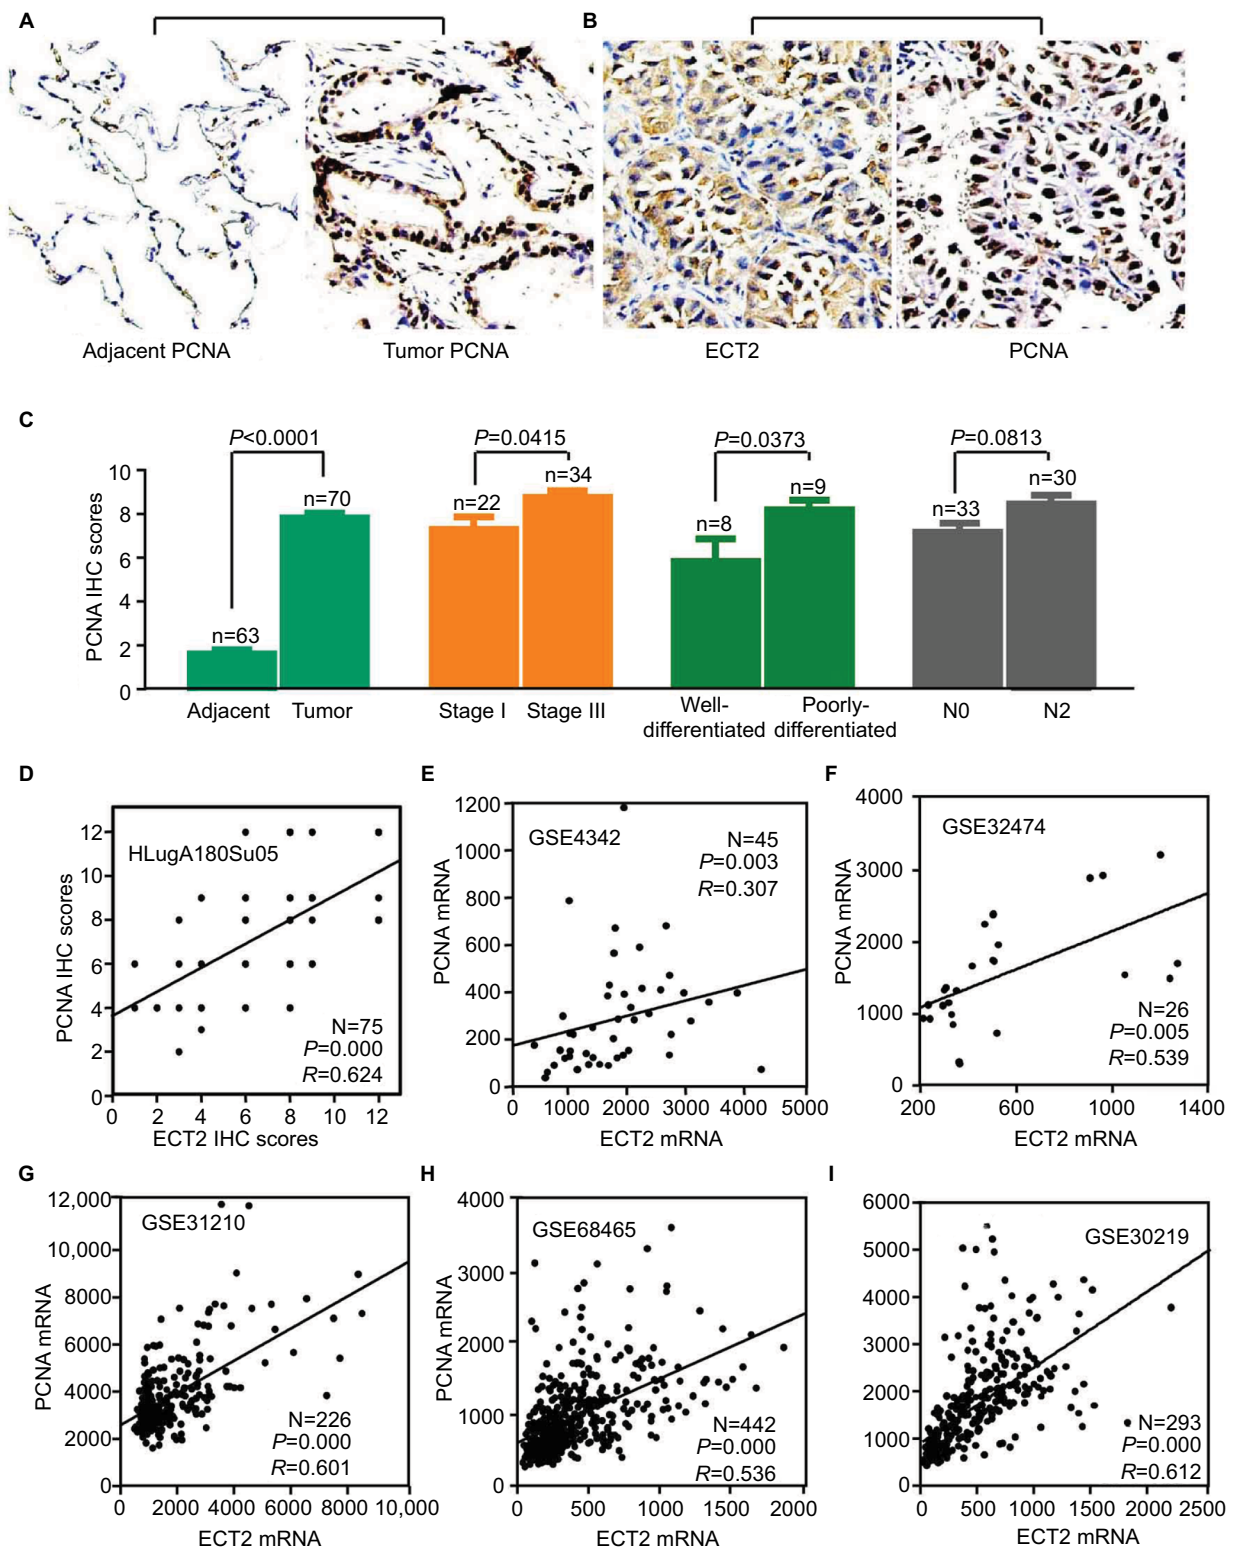 A
B
Adjacent PCNA
Tumor PCNA
ECT2
PCNA
C
P<0.0001
P=0.0415
P=0.0373
P=0.0813
PCNA IHC scores
10
8
6
4
2
0
n=63
n=70
n=22
n=34
n=8
n=9
n=33
n=30
Adjacent
Tumor
Stage I
Stage III
Well-
differentiated
Poorly-
differentiated
N0
N2
D
PCNA IHC scores
12
10
8
6
4
2
0
HLugA180Su05
N=75
P=0.000
R=0.624
0 2 4 6 8 10 12
ECT2 IHC scores
E
PCNA mRNA
1200
1000
800
600
400
200
0
GSE4342
N=45
P=0.003
R=0.307
0 1000 2000 3000 4000 5000
ECT2 mRNA
F
PCNA mRNA
4000
3000
2000
1000
0
GSE32474
N=26
P=0.005
R=0.539
200 600 1000 1400
ECT2 mRNA
G
PCNA mRNA
12,000
10,000
8000
6000
4000
2000
0
GSE31210
N=226
P=0.000
R=0.601
0 2000 4000 6000 8000 10,000
ECT2 mRNA
H
PCNA mRNA
4000
3000
2000
1000
0
GSE68465
N=442
P=0.000
R=0.536
0 500 1000 1500 2000
ECT2 mRNA
I
PCNA mRNA
6000
5000
4000
3000
2000
1000
0
GSE30219
N=293
P=0.000
R=0.612
0 500 1000 1500 2000 2500
ECT2 mRNA